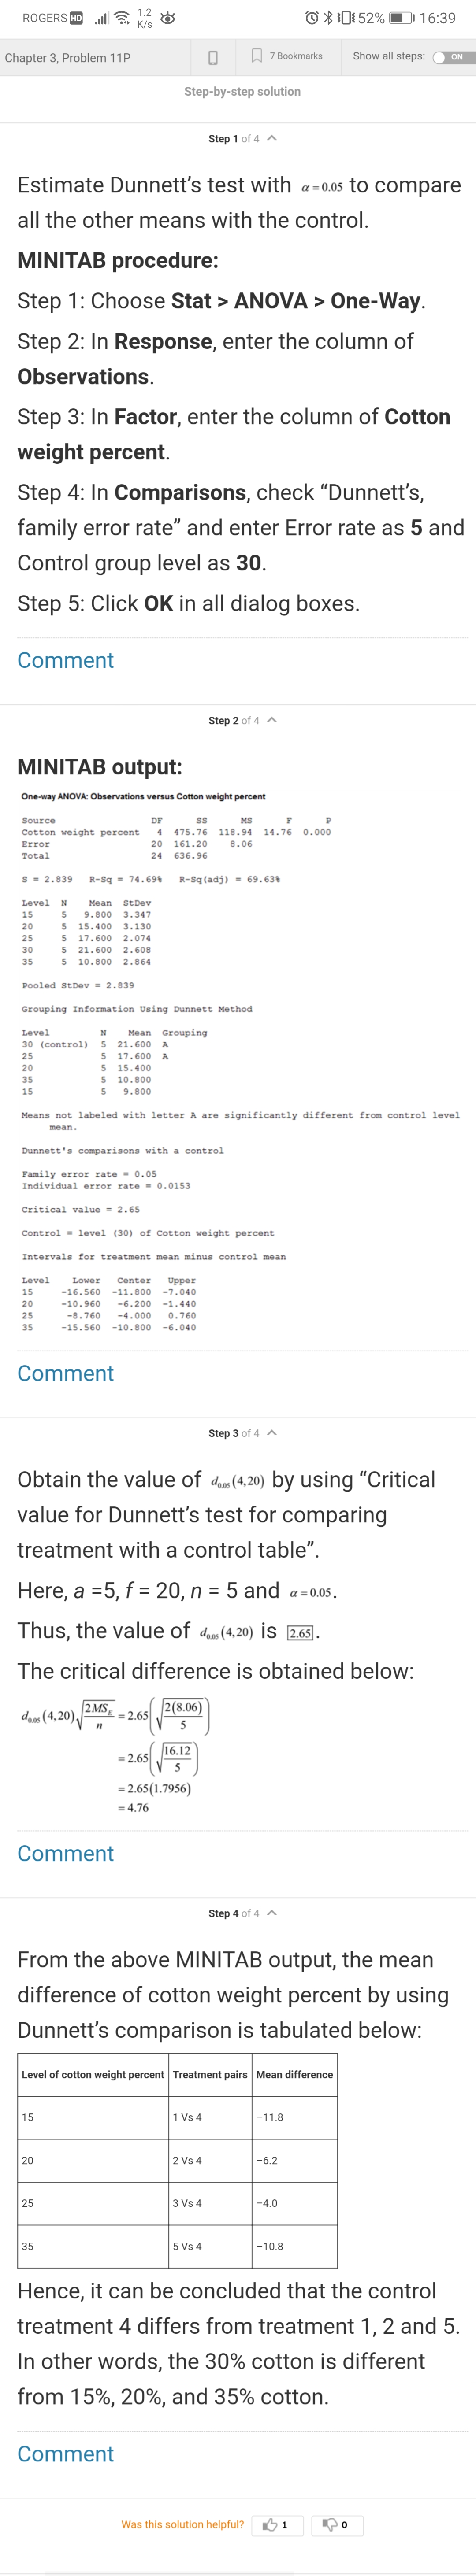 ROGERS HD 1.2 K/s 52% 16:39
Chapter 3, Problem 11P 7 Bookmarks Show all steps: ON
Step-by-step solution
Step 1 of 4
Estimate Dunnett’s test with α = 0.05 to compare
all the other means with the control.
MINITAB procedure:
Step 1: Choose Stat > ANOVA > One-Way.
Step 2: In Response, enter the column of
Observations.
Step 3: In Factor, enter the column of Cotton
weight percent.
Step 4: In Comparisons, check “Dunnett’s,
family error rate” and enter Error rate as 5 and
Control group level as 30.
Step 5: Click OK in all dialog boxes.
Comment
Step 2 of 4
MINITAB output:
One-way ANOVA: Observations versus Cotton weight percent
Source DF SS MS F P
Cotton weight percent 4 475.76 118.94 14.76 0.000
Error 20 161.20 8.06
Total 24 636.96
S = 2.839 R-Sq = 74.69% R-Sq(adj) = 69.63%
Level N Mean StDev
15 5 9.800 3.347
20 5 15.400 3.130
25 5 17.600 2.074
30 5 21.600 2.608
35 5 10.800 2.864
Pooled StDev = 2.839
Grouping Information Using Dunnett Method
Level N Mean Grouping
30 (control) 5 21.600 A
25 5 17.600 A
20 5 15.400
35 5 10.800
15 5 9.800
Means not labeled with letter A are significantly different from control level
mean.
Dunnett's comparisons with a control
Family error rate = 0.05
Individual error rate = 0.0153
Critical value = 2.65
Control = level (30) of Cotton weight percent
Intervals for treatment mean minus control mean
Level Lower Center Upper
15 -16.560 -11.800 -7.040
20 -10.960 -6.200 -1.440
25 -8.760 -4.000 0.760
35 -15.560 -10.800 -6.040
Comment
Step 3 of 4
Obtain the value of d0.05 (4,20) by using “Critical
value for Dunnett’s test for comparing
treatment with a control table”.
Here, a =5, f = 20, n = 5 and α = 0.05.
Thus, the value of d0.05 (4,20) is 2.65.
The critical difference is obtained below:
d0.05 (4,20)√(2MSE/n) = 2.65(√(2(8.06)/5))
= 2.65(√(16.12/5))
= 2.65(1.7956)
= 4.76
Comment
Step 4 of 4
From the above MINITAB output, the mean
difference of cotton weight percent by using
Dunnett’s comparison is tabulated below:
Level of cotton weight percent Treatment pairs Mean difference
15 1 Vs 4 −11.8
20 2 Vs 4 −6.2
25 3 Vs 4 −4.0
35 5 Vs 4 −10.8
Hence, it can be concluded that the control
treatment 4 differs from treatment 1, 2 and 5.
In other words, the 30% cotton is different
from 15%, 20%, and 35% cotton.
Comment
Was this solution helpful? 1 0